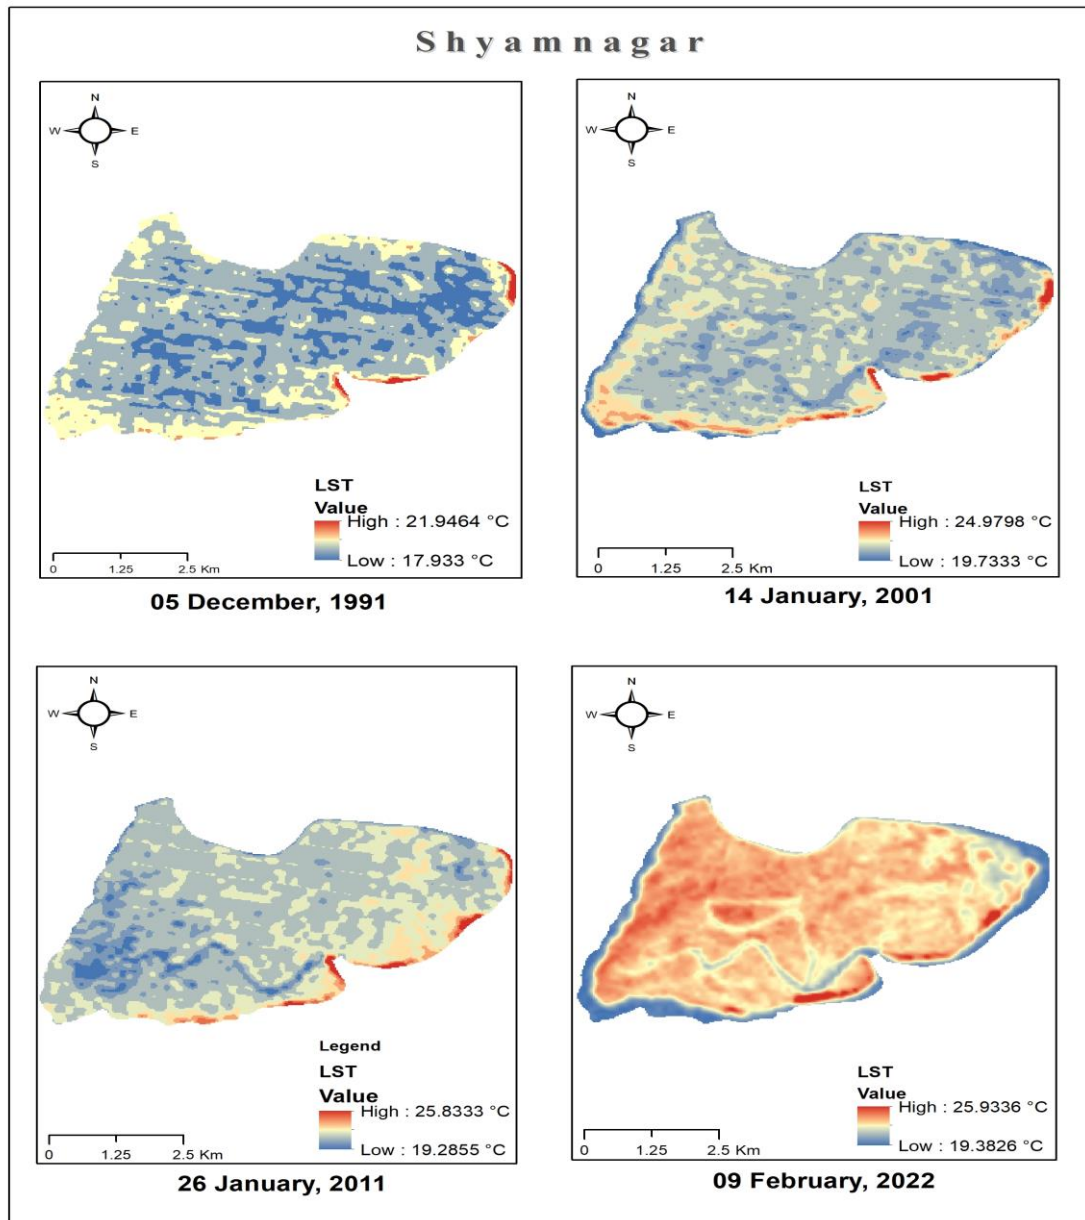 Shyamnagar
N
W E
S
LST
Value
High : 21.9464 °C
Low : 17.933 °C
0 1.25 2.5 Km
05 December, 1991
N
W E
S
LST
Value
High : 24.9798 °C
Low : 19.7333 °C
0 1.25 2.5 Km
14 January, 2001
N
W E
S
Legend
LST
Value
High : 25.8333 °C
Low : 19.2855 °C
0 1.25 2.5 Km
26 January, 2011
N
W E
S
LST
Value
High : 25.9336 °C
Low : 19.3826 °C
0 1.25 2.5 Km
09 February, 2022